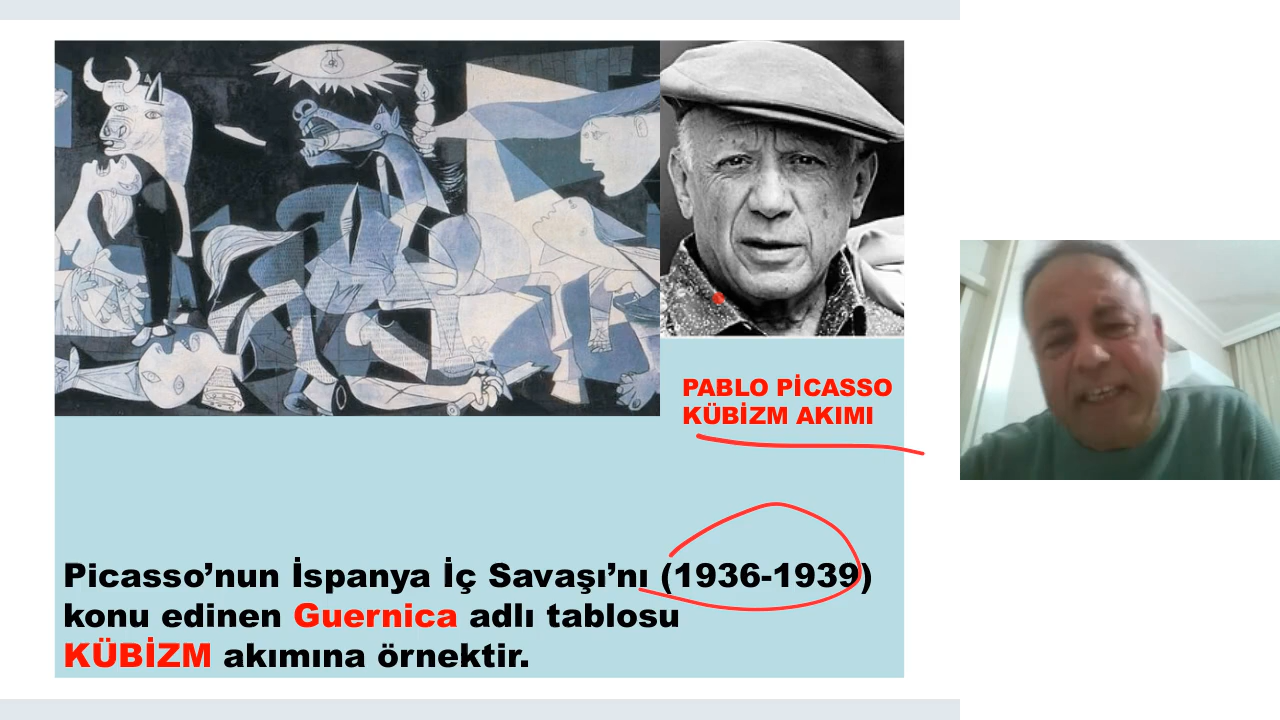 PABLO PİCASSO
KÜBİZM AKIMI
Picasso’nun İspanya İç Savaşı’nı (1936-1939)
konu edinen Guernica adlı tablosu
KÜBİZM akımına örnektir.